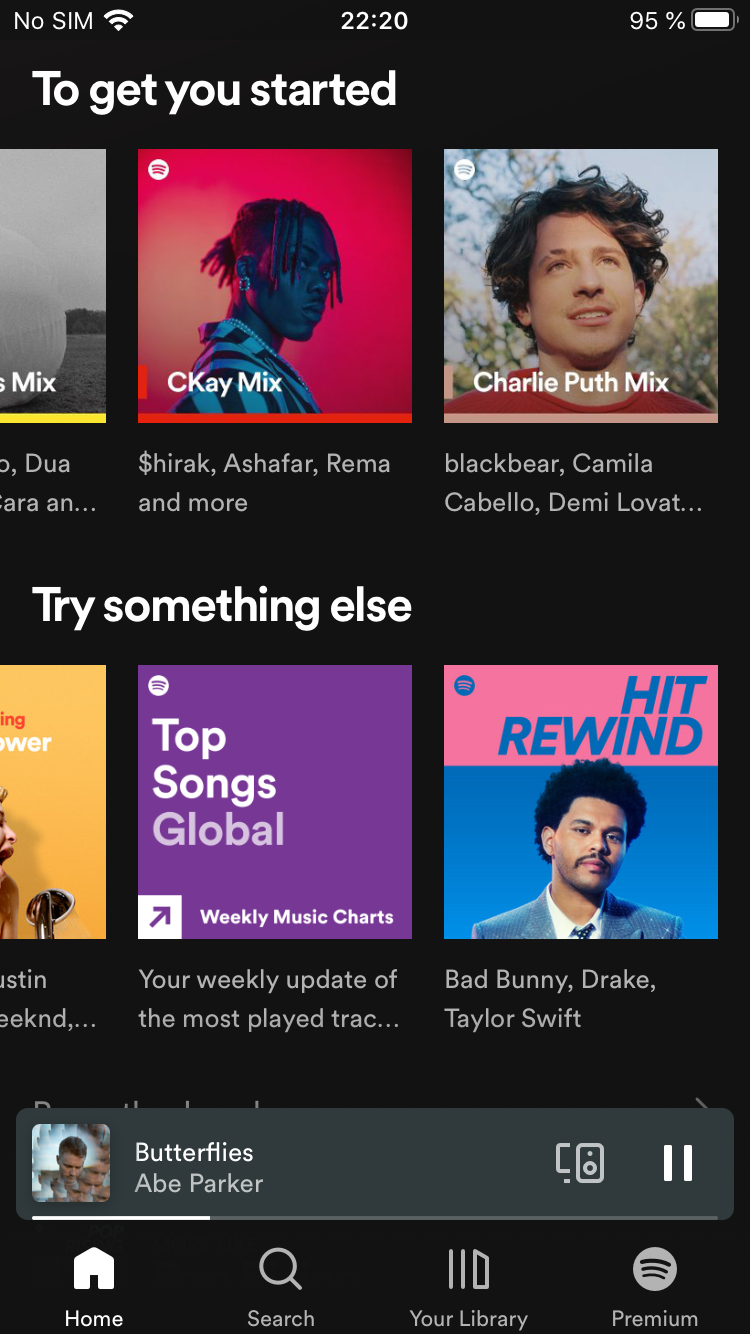 No SIM 22:20 95 %
To get you started
s Mix
CKay Mix
Charlie Puth Mix
o, Dua
Cara an...
$hirak, Ashafar, Rema
and more
blackbear, Camila
Cabello, Demi Lovat...
Try something else
ing
ower
Top
Songs
Global
Weekly Music Charts
HIT
REWIND
ustin
eeknd,...
Your weekly update of
the most played trac...
Bad Bunny, Drake,
Taylor Swift
Butterflies
Abe Parker
Home
Search
Your Library
Premium